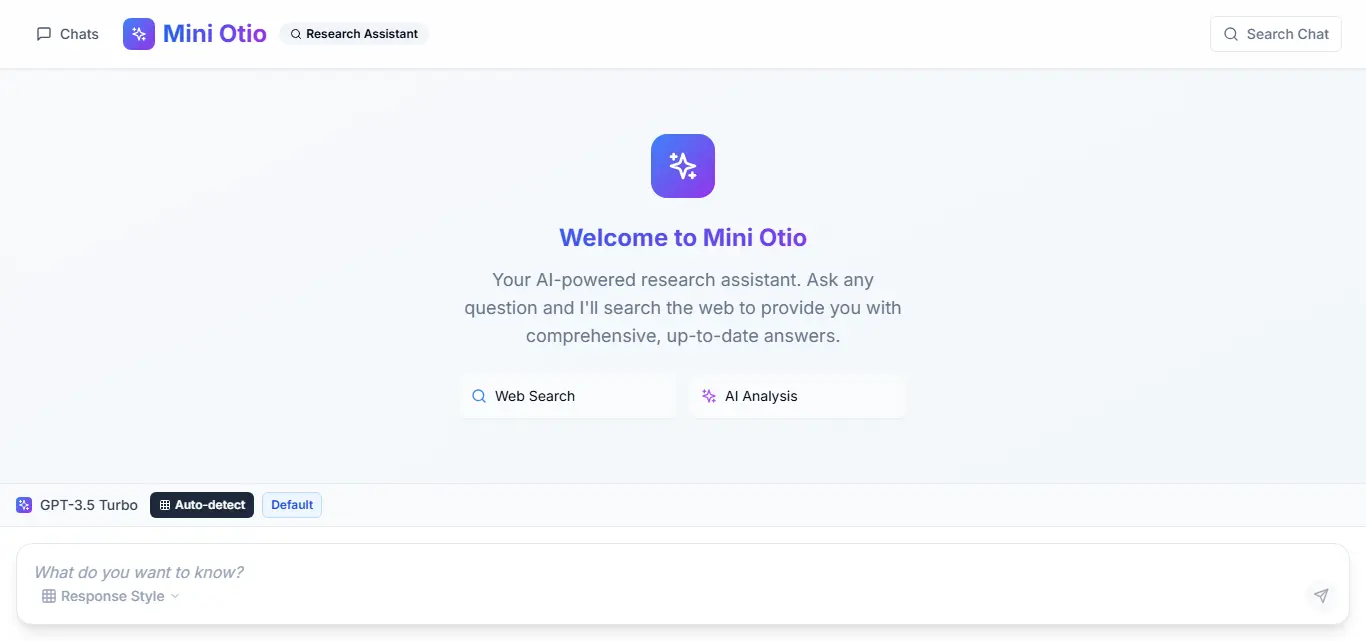 Chats
Mini Otio
Research Assistant
Search Chat
Welcome to Mini Otio
Your AI-powered research assistant. Ask any
question and I'll search the web to provide you with
comprehensive, up-to-date answers.
Web Search
AI Analysis
GPT-3.5 Turbo
Auto-detect
Default
What do you want to know?
Response Style